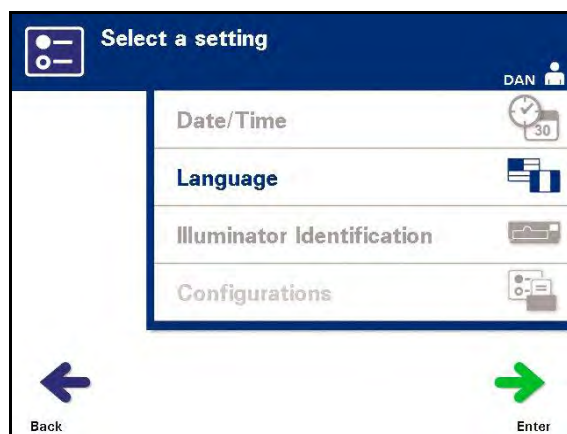 Select a setting
DAN
Date/Time
30
Language
Illuminator Identification
Configurations
Back
Enter